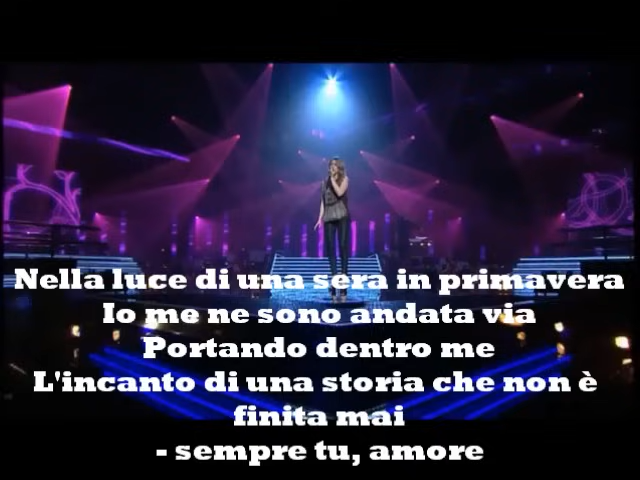 Nella luce di una sera in primavera
Io me ne sono andata via
Portando dentro me
L'incanto di una storia che non è
finita mai
- sempre tu, amore